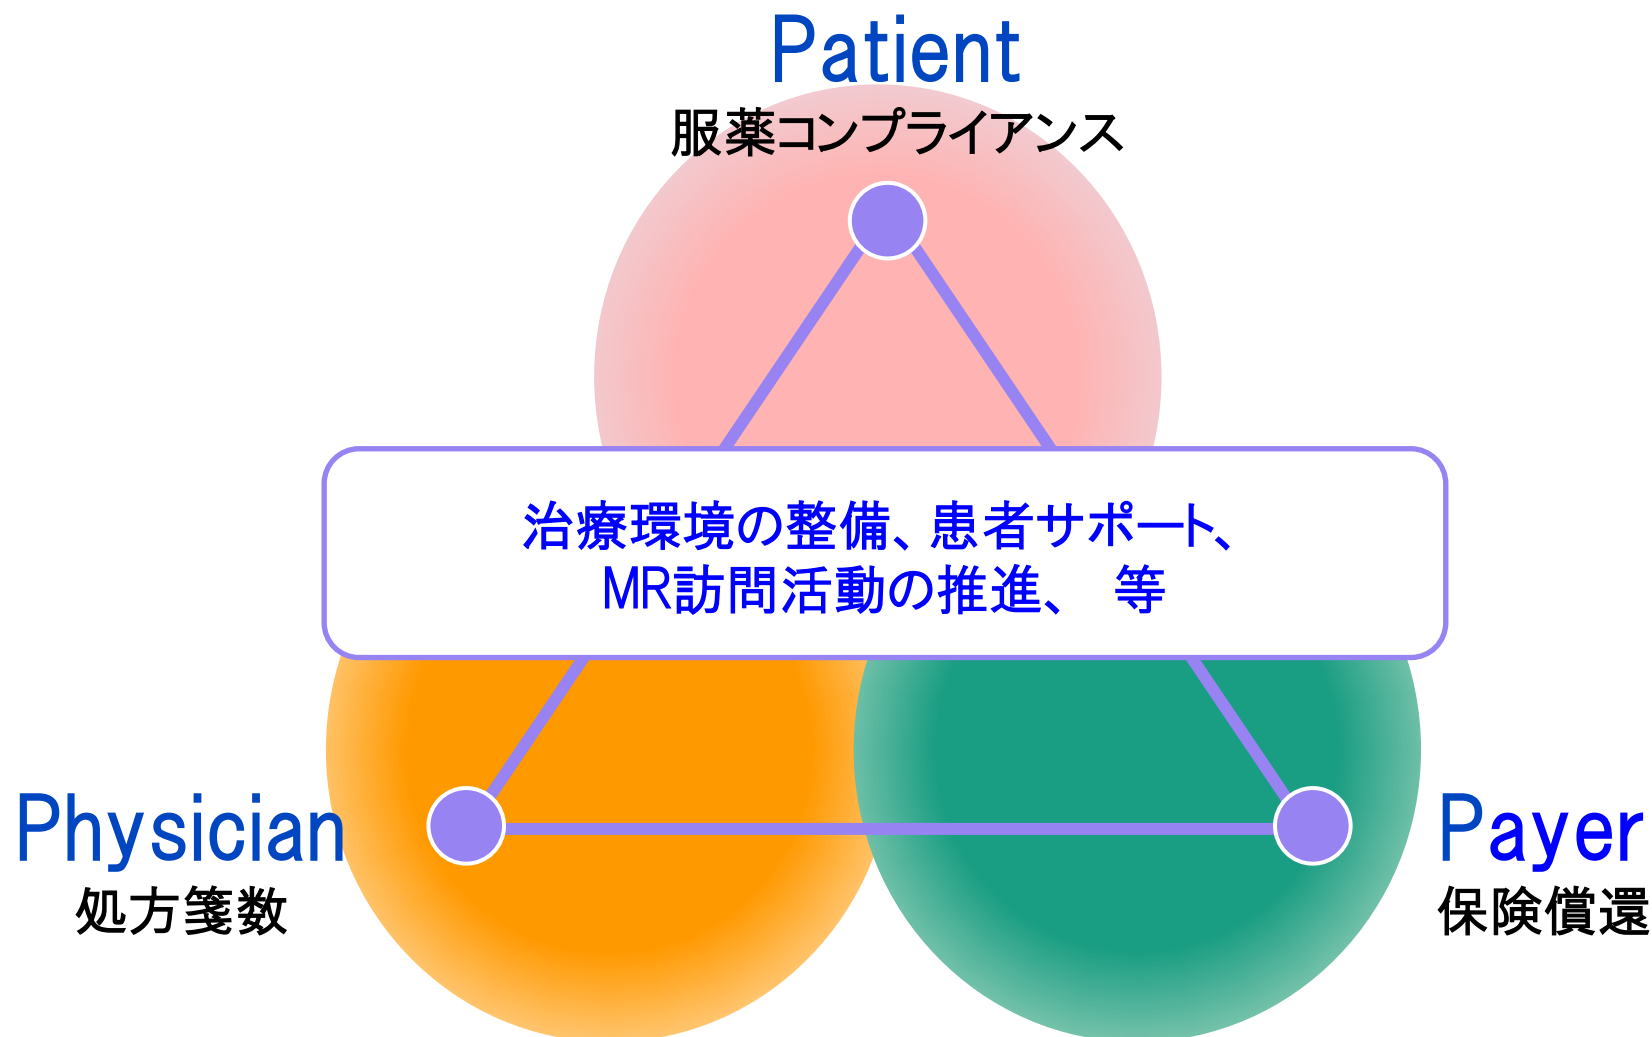 Patient
服薬コンプライアンス
治療環境の整備、患者サポート、
MR訪問活動の推進、 等
Physician
処方箋数
Payer
保険償還